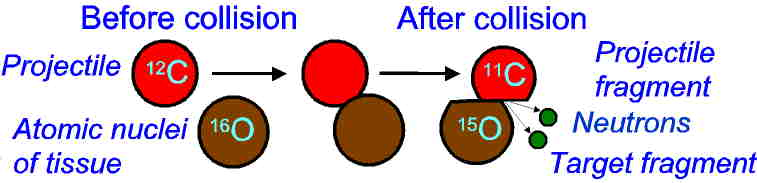 Before collision
After collision
Projectile
¹²C
¹¹C
Projectile
fragment
Atomic nuclei
of tissue
¹⁶O
¹⁵O
Neutrons
Target fragment